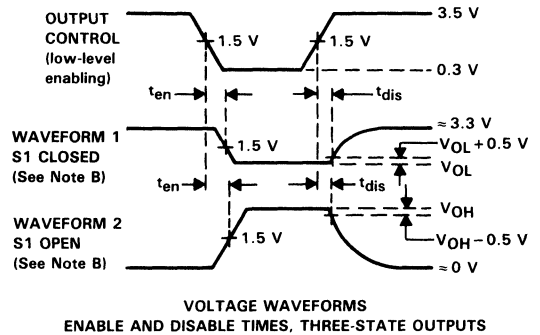 OUTPUT
CONTROL
(low-level
enabling)
1.5 V
1.5 V
3.5 V
0.3 V
ten
tdis
WAVEFORM 1
S1 CLOSED
(See Note B)
1.5 V
≈3.3 V
VOL+0.5 V
VOL
ten
tdis
WAVEFORM 2
S1 OPEN
(See Note B)
1.5 V
VOH
VOH−0.5 V
≈0 V
VOLTAGE WAVEFORMS
ENABLE AND DISABLE TIMES, THREE-STATE OUTPUTS